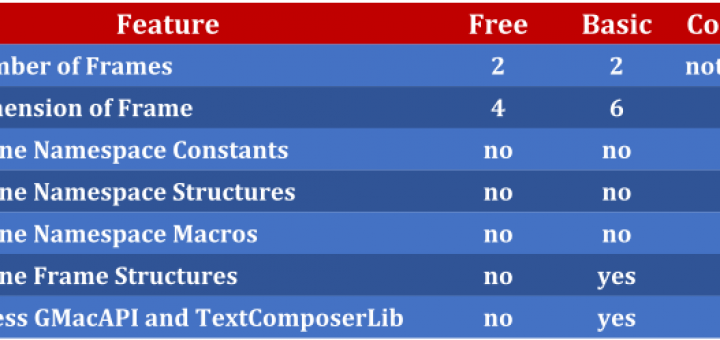 Feature Free Basic Co
mber of Frames 2 2 not
nension of Frame 4 6
ne Namespace Constants no no
ne Namespace Structures no no
ne Namespace Macros no no
ne Frame Structures no yes
ess GMacAPI and TextComposerLib no yes